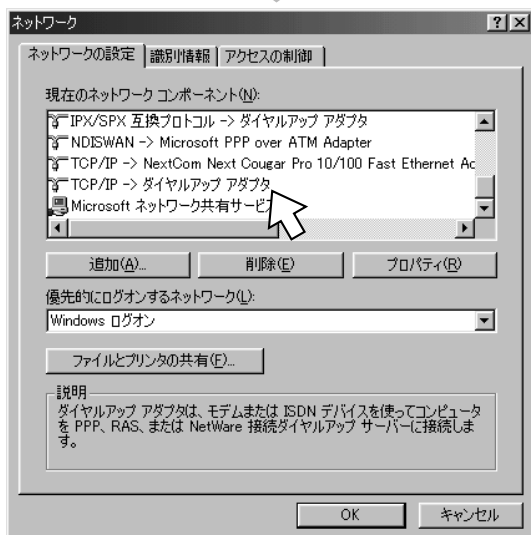 ネットワーク
ネットワークの設定 識別情報 アクセスの制御
現在のネットワーク コンポーネント(N):
IPX/SPX 互換プロトコル -> ダイヤルアップ アダプタ
NDISWAN -> Microsoft PPP over ATM Adapter
TCP/IP -> NextCom Next Cougar Pro 10/100 Fast Ethernet Ac
TCP/IP -> ダイヤルアップ アダプタ
Microsoft ネットワーク共有サービス
追加(A)... 削除(E) プロパティ(R)
優先的にログオンするネットワーク(L):
Windows ログオン
ファイルとプリンタの共有(F)...
説明
ダイヤルアップ アダプタは、モデムまたは ISDN デバイスを使ってコンピュータ
を PPP、RAS、または NetWare 接続ダイヤルアップ サーバーに接続しま
す。
OK キャンセル